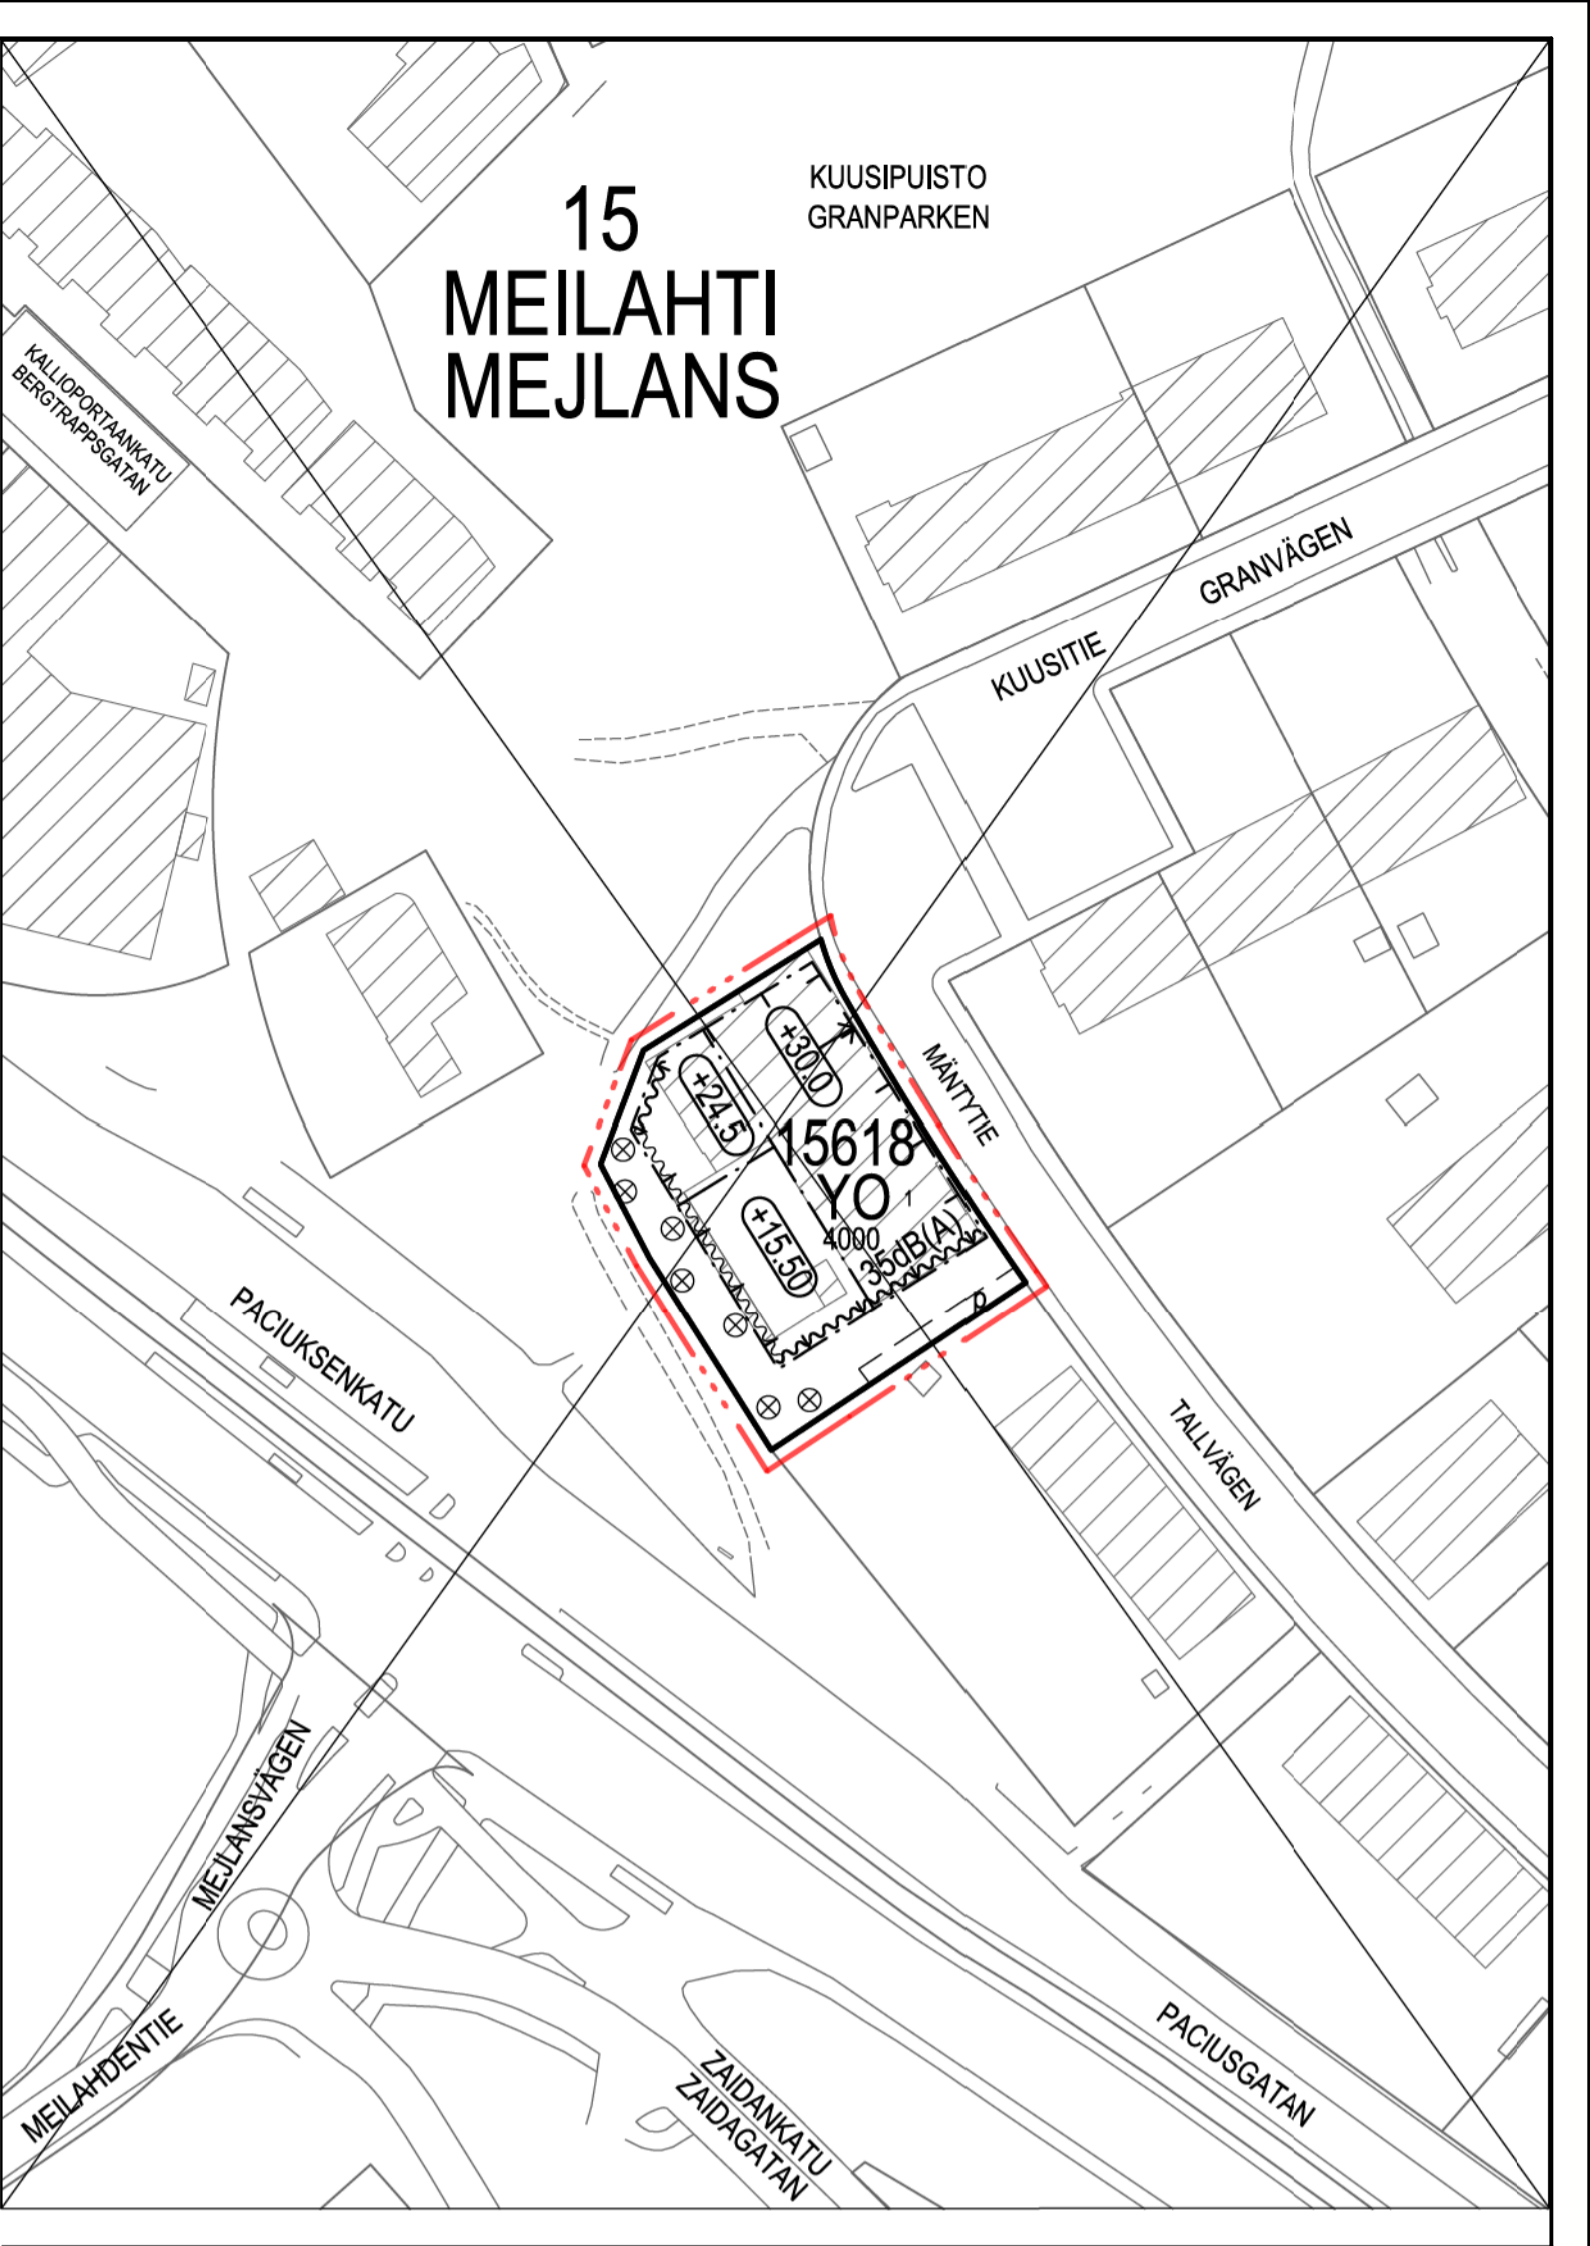 15
MEILAHTI
MEJLANS
KUUSIPUISTO
GRANPARKEN
KALLIOPORTAANKATU
BERGTRAPPSGATAN
GRANVÄGEN
KUUSITIE
MÄNTYTIE
+30.0
+24.5
15618
YO
1
4000
+15.50
35dB(A)
p
PACIUKSENKATU
TALLVÄGEN
MEJLANSVÄGEN
MEILAHDENTIE
ZAIDANKATU
ZAIDAGATAN
PACIUSGATAN